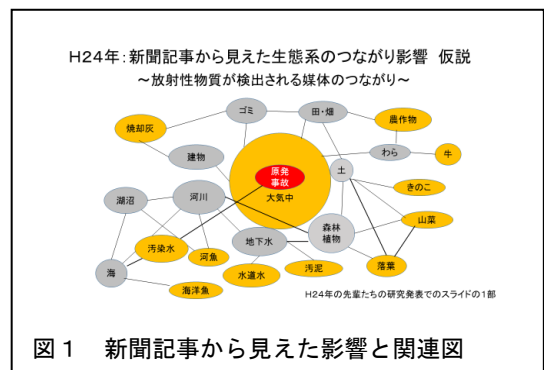 H24年:新聞記事から見えた生態系のつながり影響 仮説
～放射性物質が検出される媒体のつながり～
ゴミ
田・畑
農作物
焼却灰
建物
わら
牛
原発
事故
大気中
土
きのこ
湖沼
河川
山菜
森林
植物
汚染水
地下水
河魚
海
水道水
汚泥
落葉
海洋魚
H24年の先輩たちの研究発表でのスライドの1部
図１ 新聞記事から見えた影響と関連図